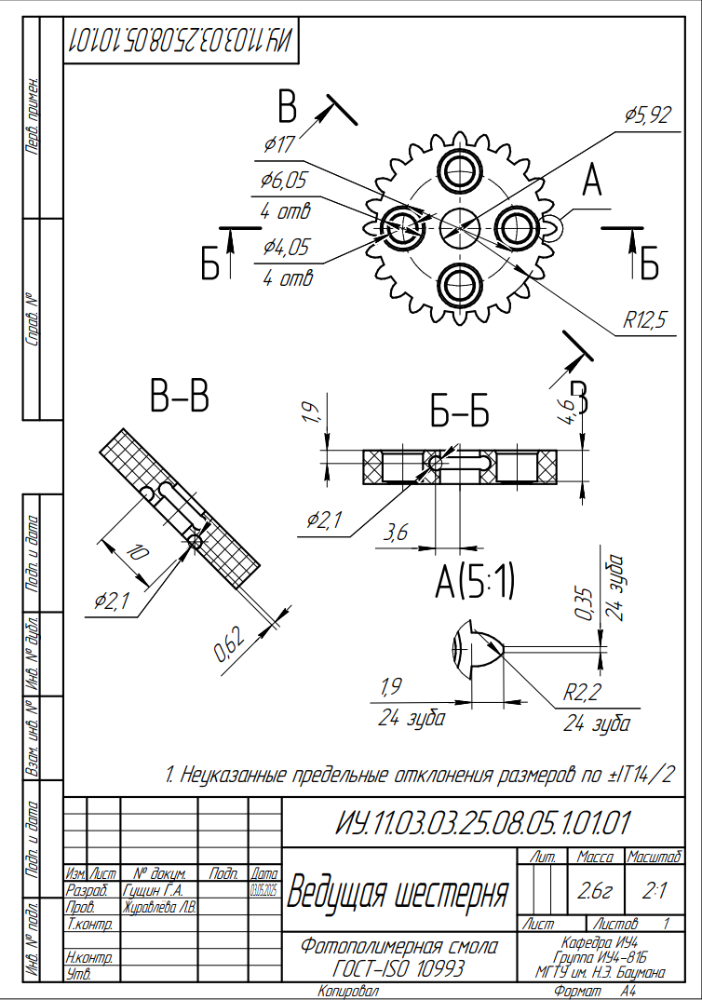 ИУ.11.03.03.25.08.05.1.01.01
Перв. примен.
Справ. №
Подп. и дата
Инв. № дубл.
Взам. инв. №
Подп. и дата
Инв. № подл.
В
⌀17
⌀6,05
4 отв
⌀4,05
4 отв
⌀5,92
А
Б
Б
R12,5
В
В-В
10
⌀2,1
0,62
Б-Б
1,9
4,6
⌀2,1
3,6
А(5:1)
0,35
24 зуба
1,9
24 зуба
R2,2
24 зуба
1. Неуказанные предельные отклонения размеров по ±IT14/2
ИУ.11.03.03.25.08.05.1.01.01
Изм. Лист № докум. Подп. Дата
Разраб. Гущин Г.А. 03.05.2025
Пров. Журавлёва Л.В.
Т.контр.
Н.контр.
Утв.
Ведущая шестерня
Лит. Масса Масштаб
2.6г 2:1
Лист Листов 1
Фотополимерная смола
ГОСТ-ISO 10993
Кафедра ИУ4
Группа ИУ4-81Б
МГТУ им. Н.Э. Баумана
Копировал Формат А4